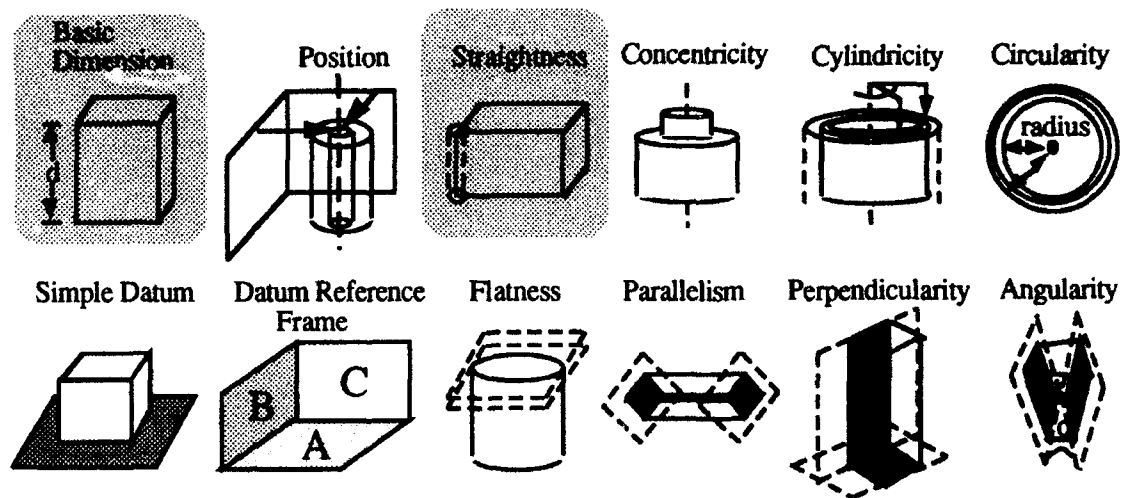 Basic
Dimension
Position
Straightness
Concentricity
Cylindricity
Circularity
d
radius
Simple Datum
Datum Reference
Frame
Flatness
Parallelism
Perpendicularity
Angularity
B
C
A